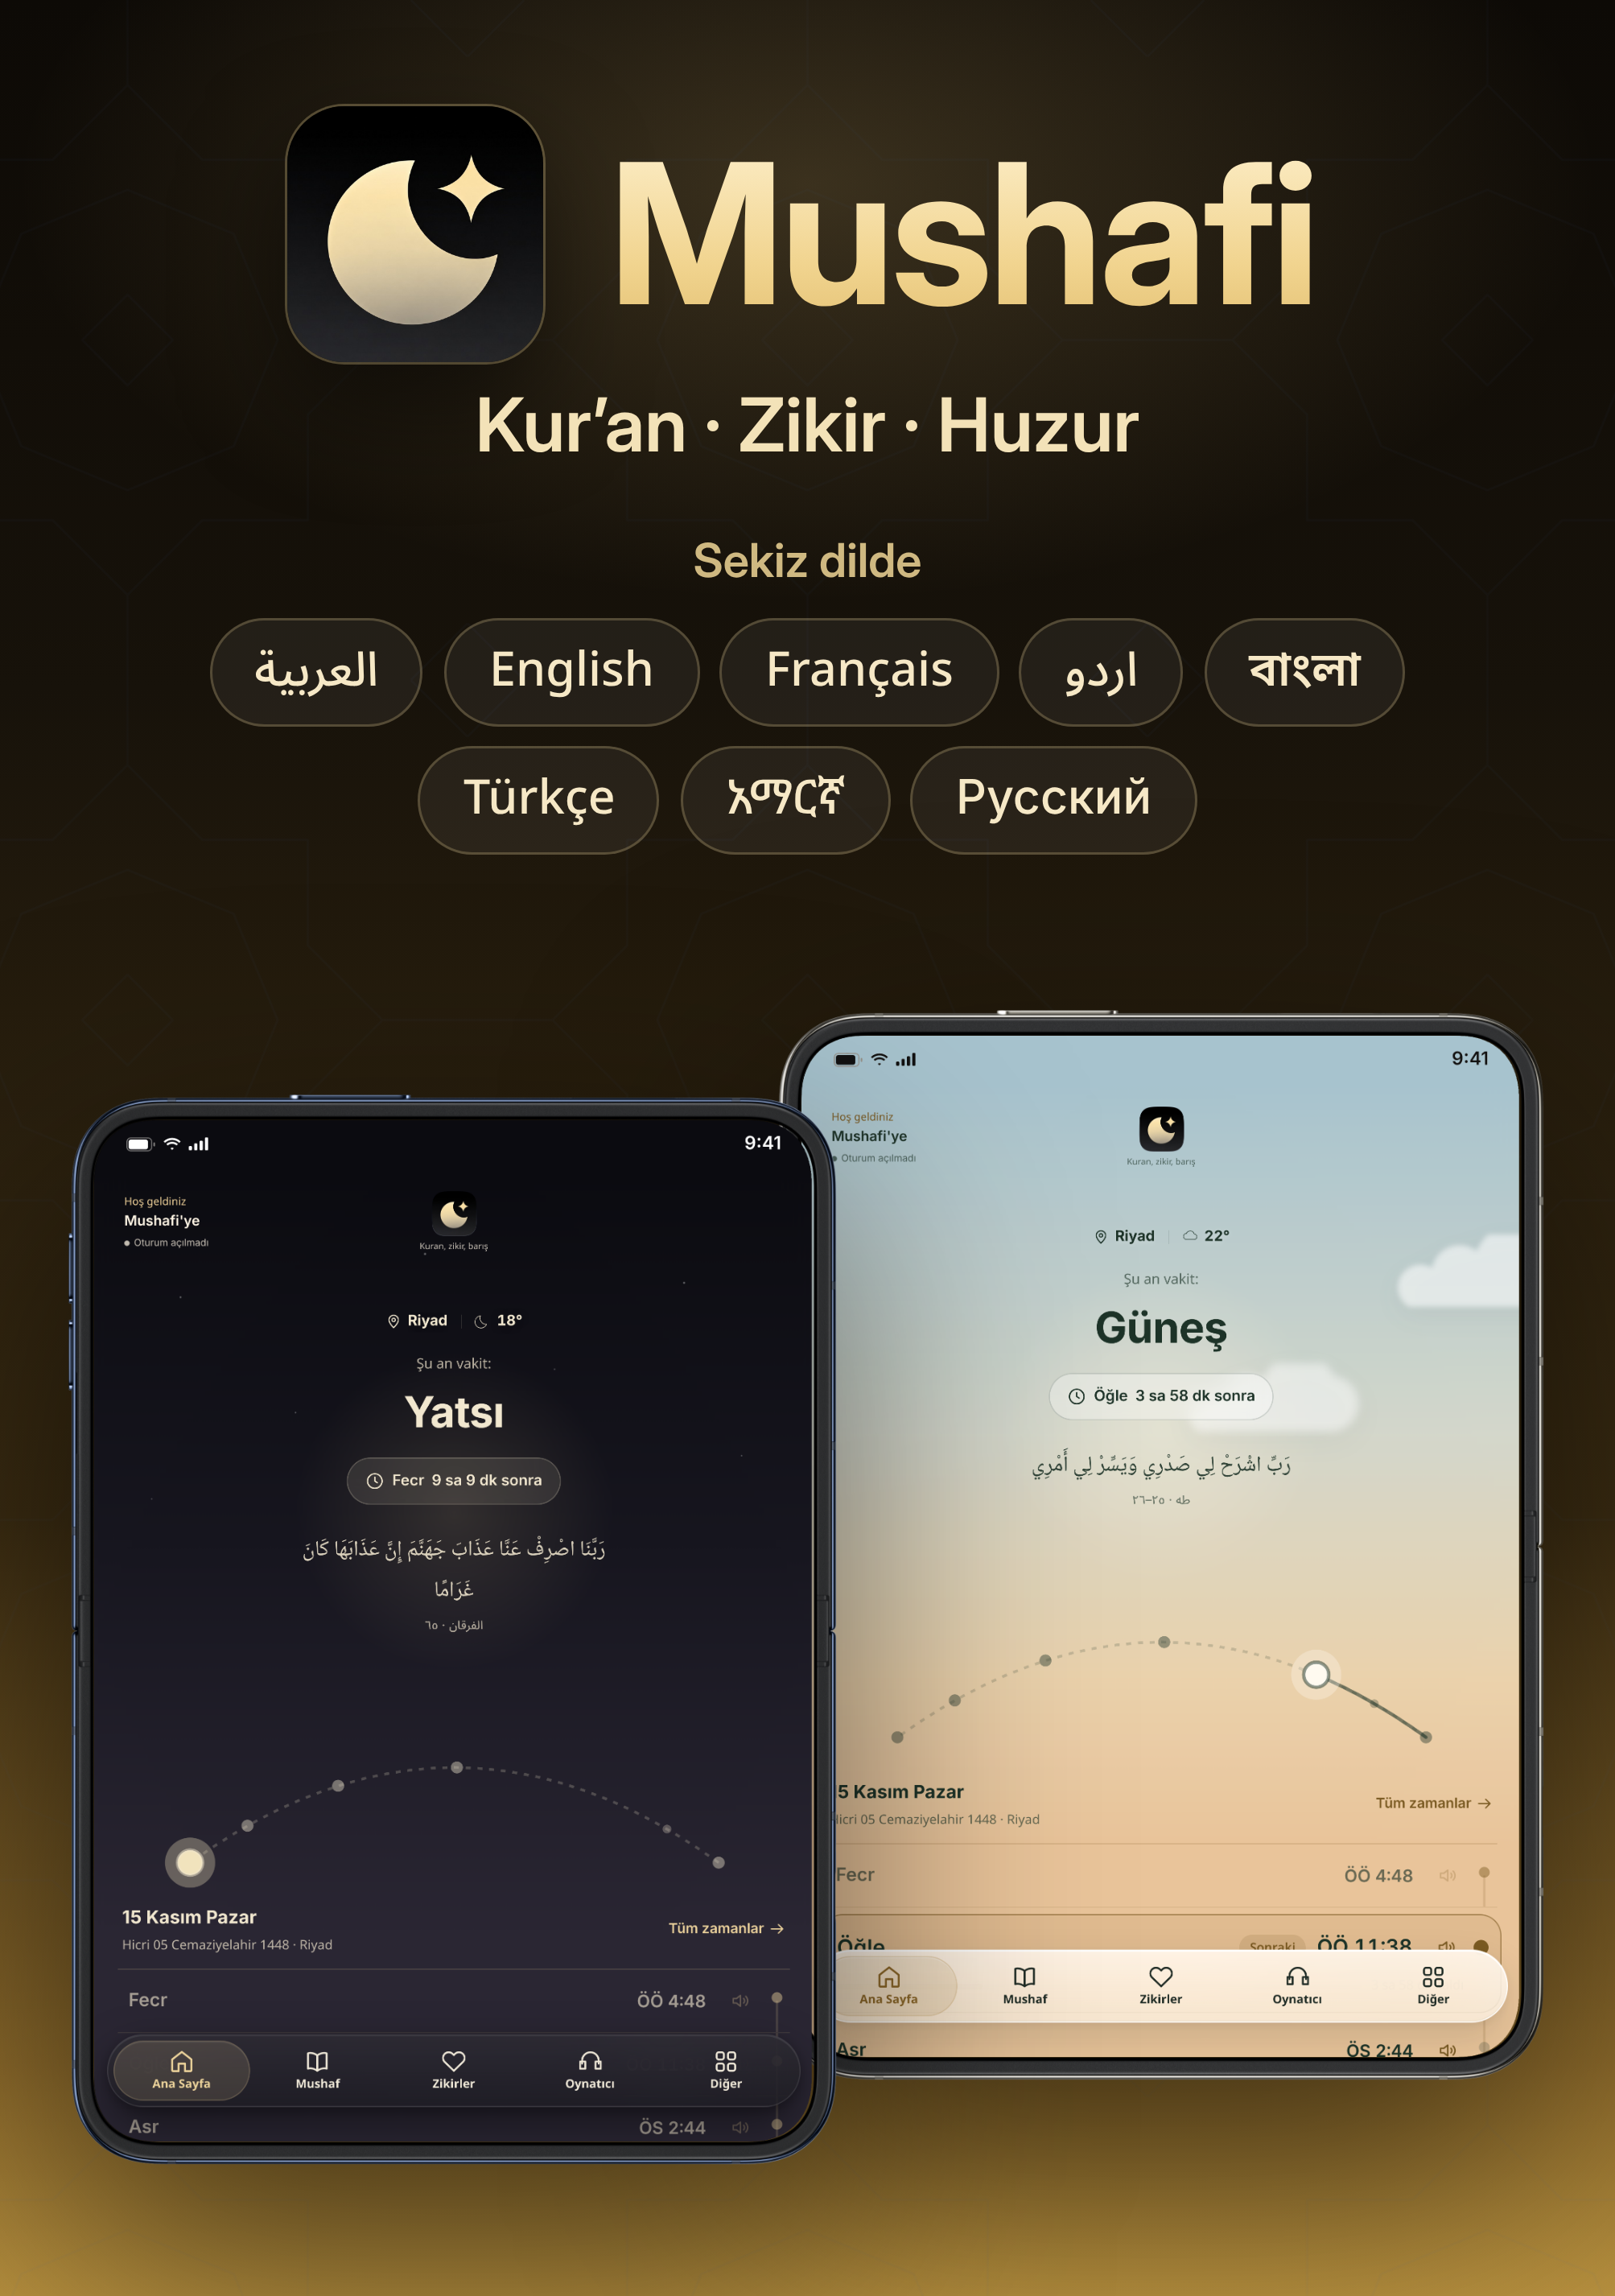 Mushafi
Kur’an · Zikir · Huzur
Sekiz dilde
العربية English Français اردو বাংলা
Türkçe አማርኛ Русский
9:41
Hoş geldiniz
Mushafi'ye
Oturum açılmadı
Kuran, zikir, barış
Riyad 18°
Şu an vakit:
Yatsı
Fecr 9 sa 9 dk sonra
رَبَّنَا اصْرِفْ عَنَّا عَذَابَ جَهَنَّمَ إِنَّ عَذَابَهَا كَانَ
غَرَامًا
الفرقان · ٦٥
15 Kasım Pazar
Tüm zamanlar →
Hicri 05 Cemaziyelahir 1448 · Riyad
Fecr ÖÖ 4:48
Ana Sayfa Mushaf Zikirler Oynatıcı Diğer
Asr ÖS 2:44
9:41
Hoş geldiniz
Mushafi'ye
Oturum açılmadı
Kuran, zikir, barış
Riyad 22°
Şu an vakit:
Güneş
Öğle 3 sa 58 dk sonra
رَبِّ اشْرَحْ لِي صَدْرِي وَيَسِّرْ لِي أَمْرِي
طه · ٢٥–٢٦
5 Kasım Pazar
Tüm zamanlar →
icri 05 Cemaziyelahir 1448 · Riyad
Fecr ÖÖ 4:48
Öğle Sonraki ÖÖ 11:38
Ana Sayfa Mushaf Zikirler Oynatıcı Diğer
Asr ÖS 2:44